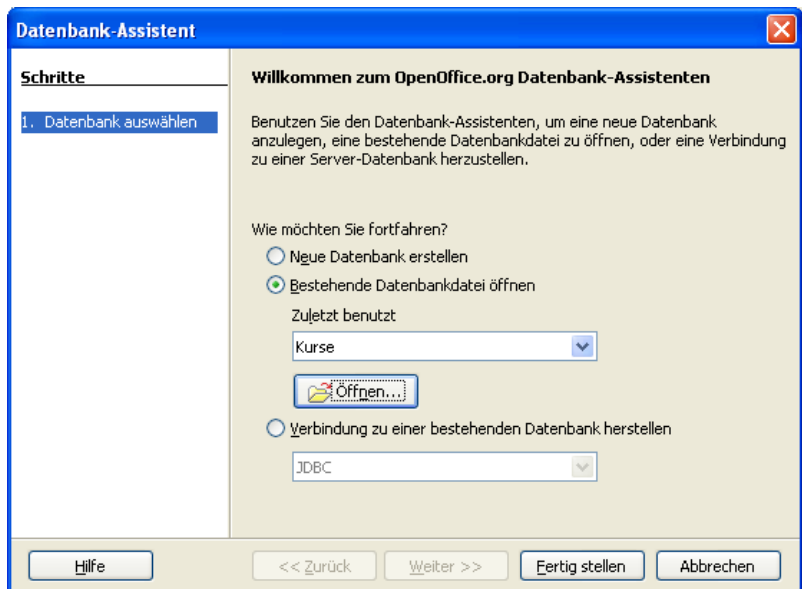 Datenbank-Assistent
Schritte
1. Datenbank auswählen
Willkommen zum OpenOffice.org Datenbank-Assistenten
Benutzen Sie den Datenbank-Assistenten, um eine neue Datenbank
anzulegen, eine bestehende Datenbankdatei zu öffnen, oder eine Verbindung
zu einer Server-Datenbank herzustellen.
Wie möchten Sie fortfahren?
Neue Datenbank erstellen
Bestehende Datenbankdatei öffnen
Zuletzt benutzt
Kurse
Öffnen...
Verbindung zu einer bestehenden Datenbank herstellen
JDBC
Hilfe
<< Zurück
Weiter >>
Fertig stellen
Abbrechen